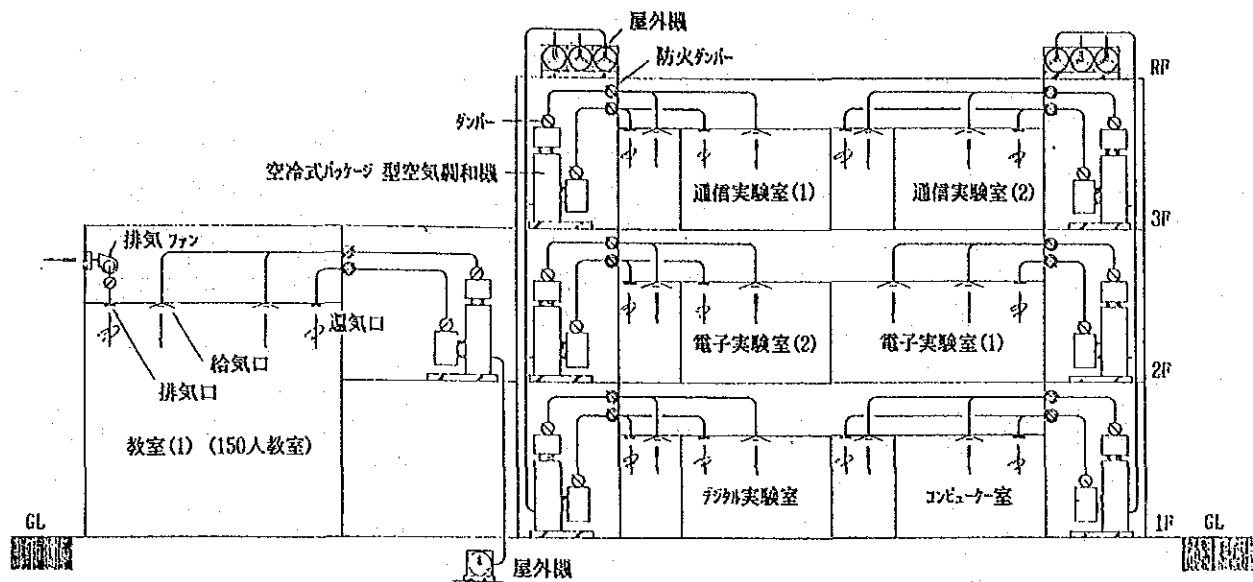 屋外機
防火ダンパー
RF
ダンパー
空冷式パッケージ 型空気調和機
通信実験室(1)
通信実験室(2)
3F
排気ファン
還気口
給気口
排気口
電子実験室(2)
電子実験室(1)
2F
教室(1) (150人教室)
デジタル実験室
コンピューター室
GL
1F
GL
屋外機